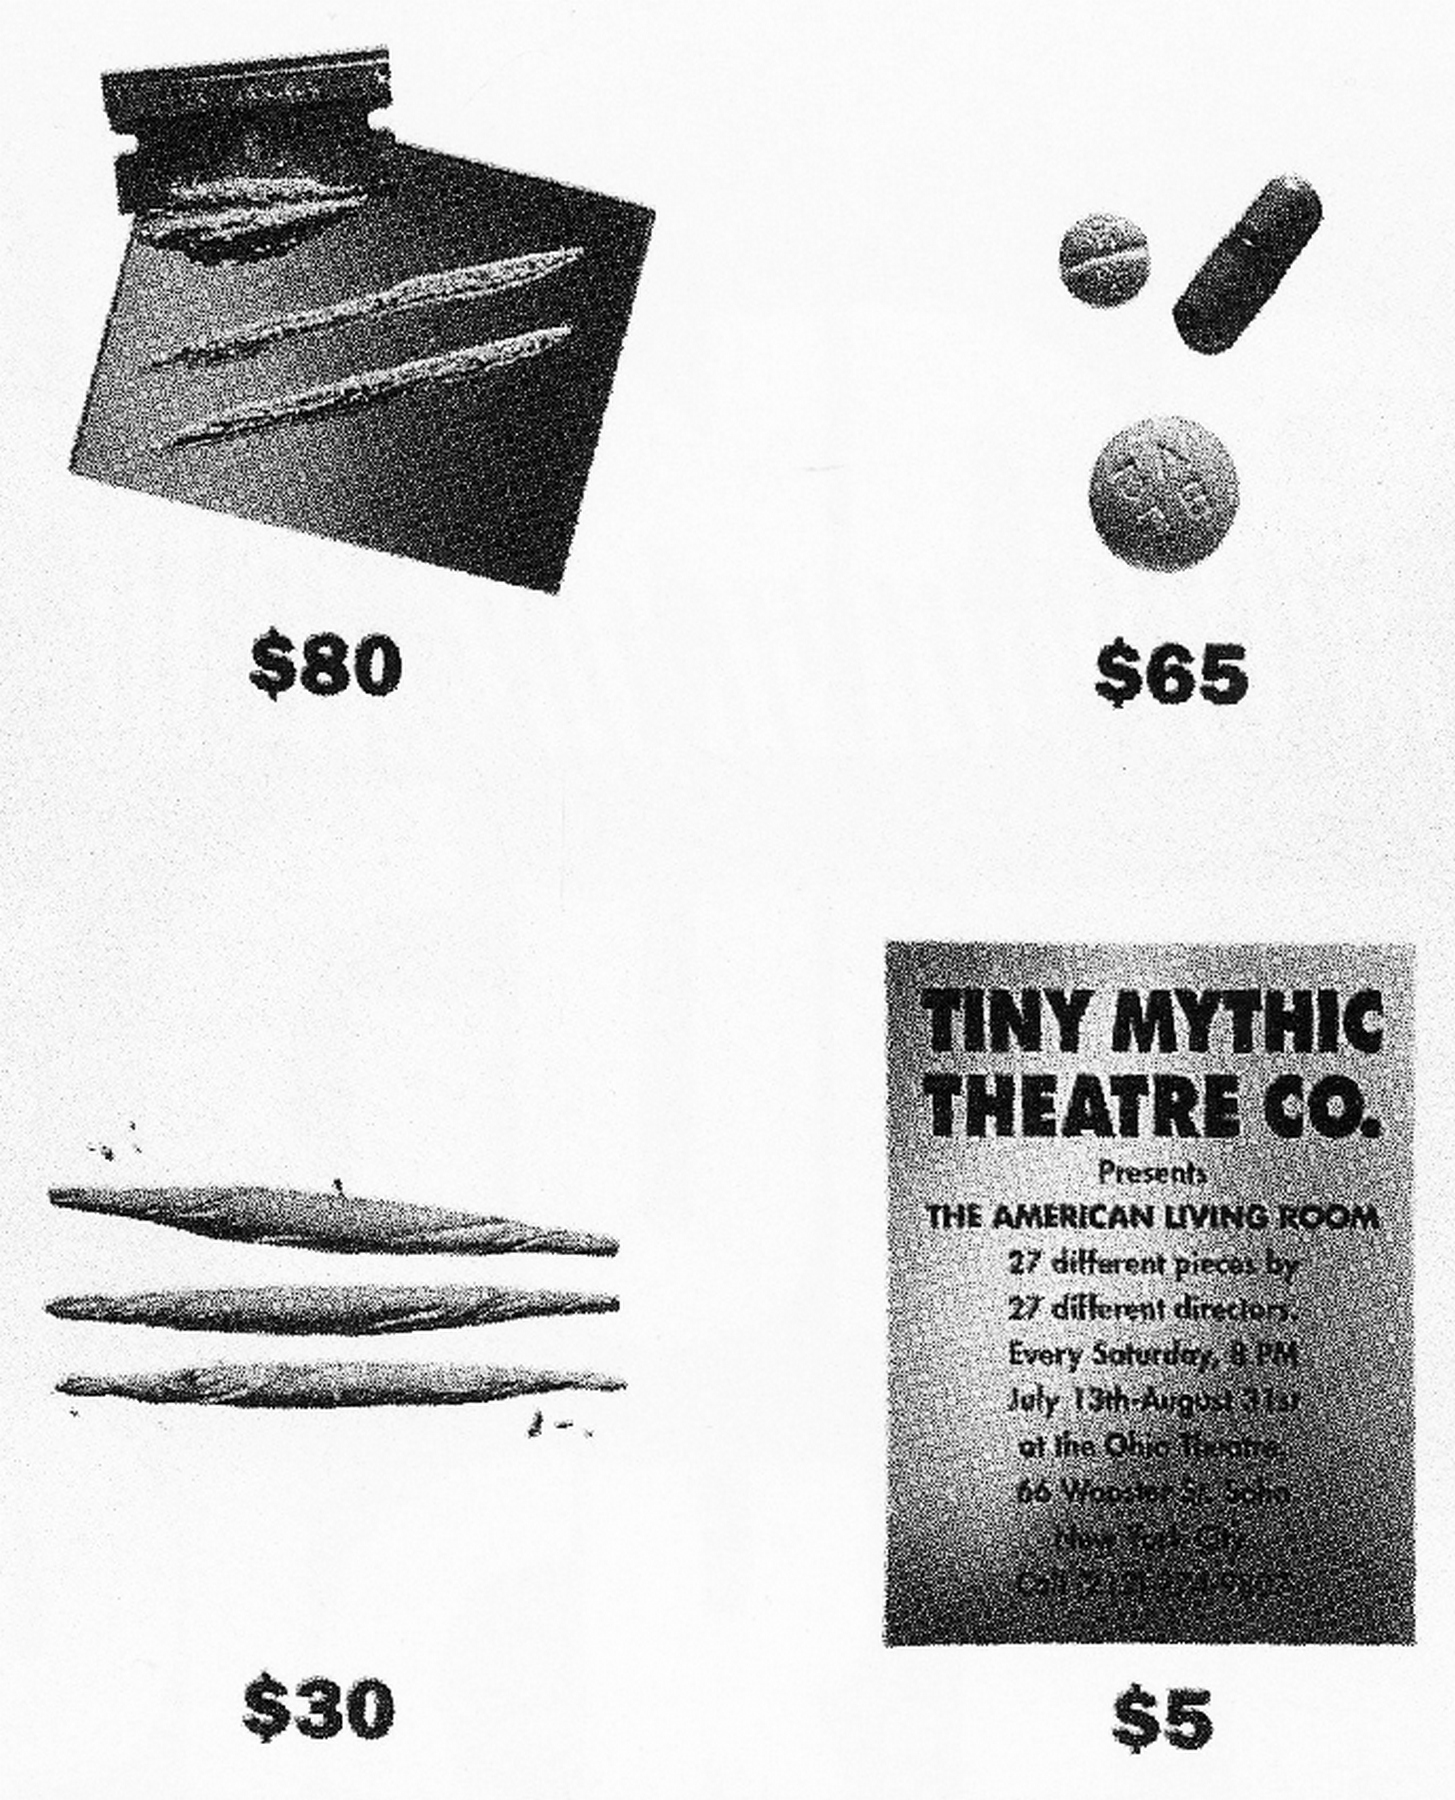 $80
$65
TINY MYTHIC
THEATRE CO.
Presents
THE AMERICAN LIVING ROOM
27 different pieces by
27 different directors.
Every Saturday, 8 PM
July 13th-August 31st
at the Ohio Theatre.
66 Wooster St. Soho
New York City
Call
$30
$5